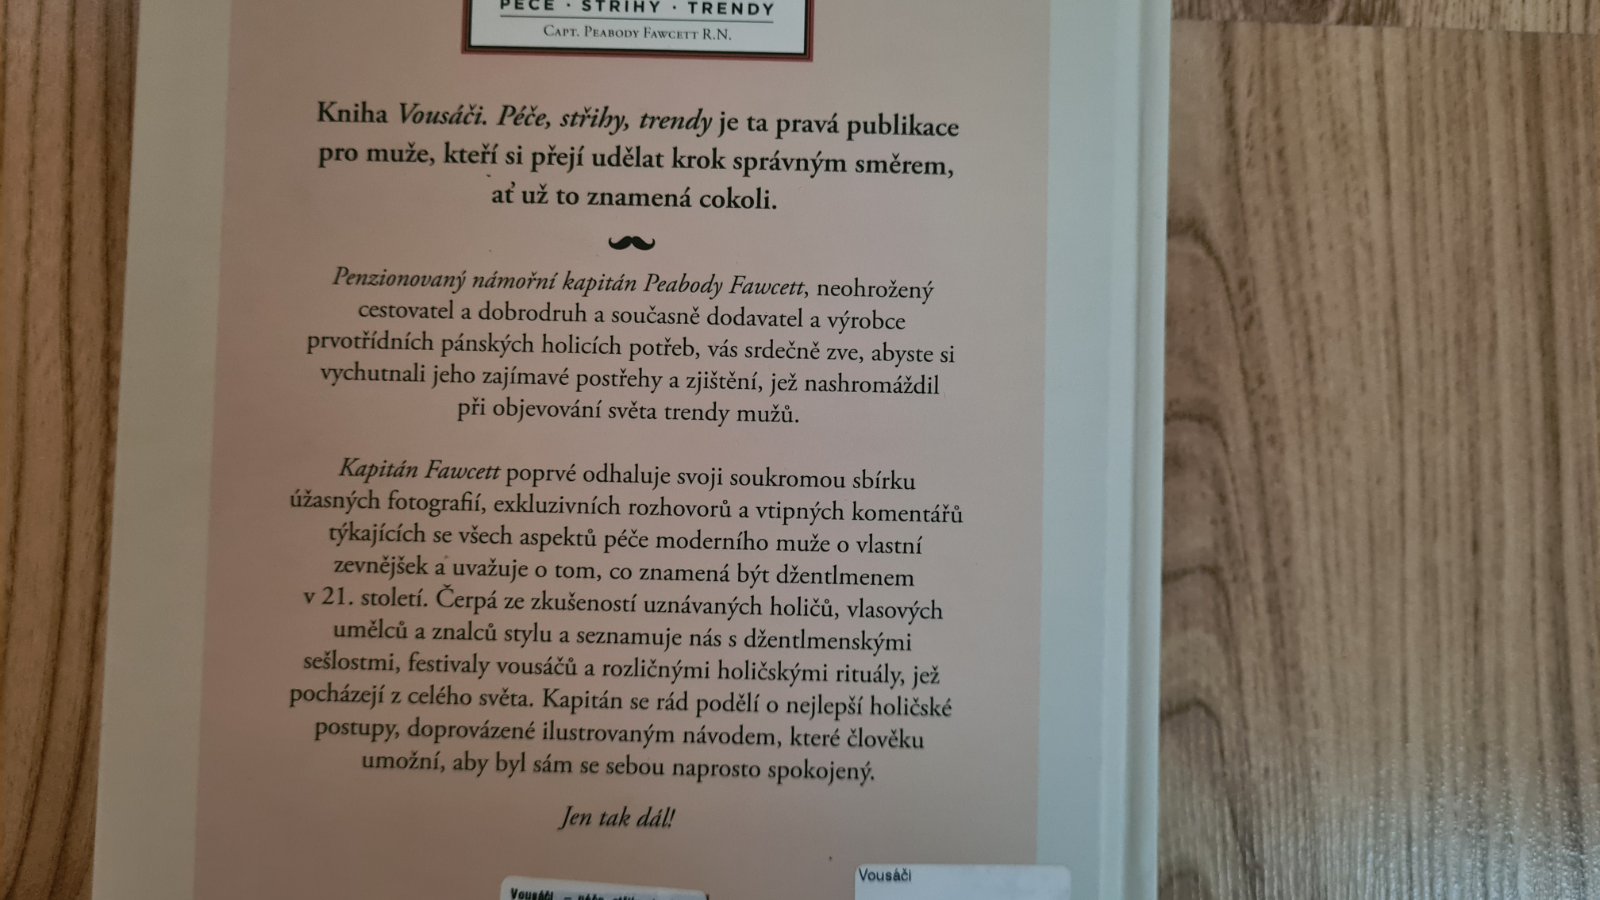 PÉČE · STŘIHY · TRENDY
CAPT. PEABODY FAWCETT R.N.
Kniha Vousáči. Péče, střihy, trendy je ta pravá publikace
pro muže, kteří si přejí udělat krok správným směrem,
ať už to znamená cokoli.
Penzionovaný námořní kapitán Peabody Fawcett, neohrožený
cestovatel a dobrodruh a současně dodavatel a výrobce
prvotřídních pánských holicích potřeb, vás srdečně zve, abyste si
vychutnali jeho zajímavé postřehy a zjištění, jež nashromáždil
při objevování světa trendy mužů.
Kapitán Fawcett poprvé odhaluje svoji soukromou sbírku
úžasných fotografií, exkluzivních rozhovorů a vtipných komentářů
týkajících se všech aspektů péče moderního muže o vlastní
zevnějšek a uvažuje o tom, co znamená být džentlmenem
v 21. století. Čerpá ze zkušeností uznávaných holičů, vlasových
umělců a znalců stylu a seznamuje nás s džentlmenskými
sešlostmi, festivaly vousáčů a rozličnými holičskými rituály, jež
pocházejí z celého světa. Kapitán se rád podělí o nejlepší holičské
postupy, doprovázené ilustrovaným návodem, které člověku
umožní, aby byl sám se sebou naprosto spokojený.
Jen tak dál!
Vousáči
Vousáči – péče